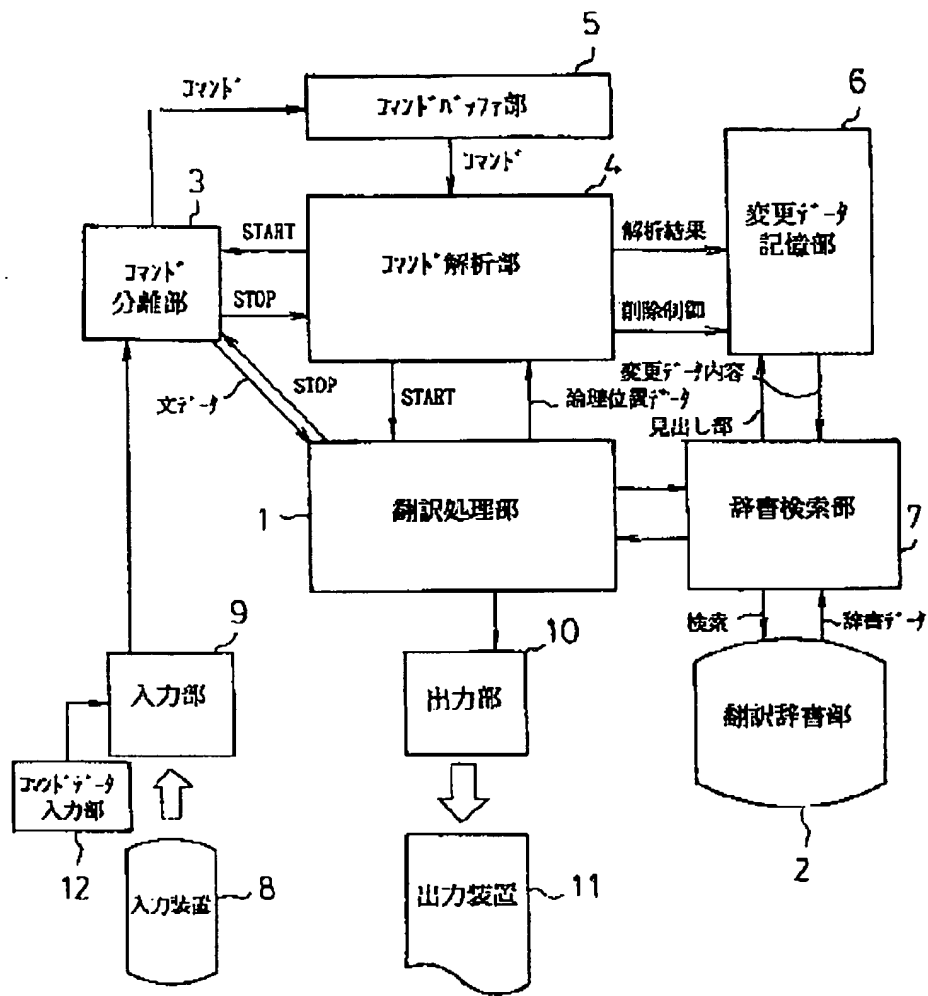 5
コマンド
コマンドバッファ部
6
コマンド
4
3
変更データ
記憶部
START
解析結果
コマンド
分離部
コマンド解析部
STOP
削除制御
STOP
START
変更データ内容
文データ
論理位置データ
見出し部
1
翻訳処理部
辞書検索部
7
9
10
検索
辞書データ
入力部
出力部
翻訳辞書部
コマンドデータ
入力部
12
8
入力装置
出力装置
11
2